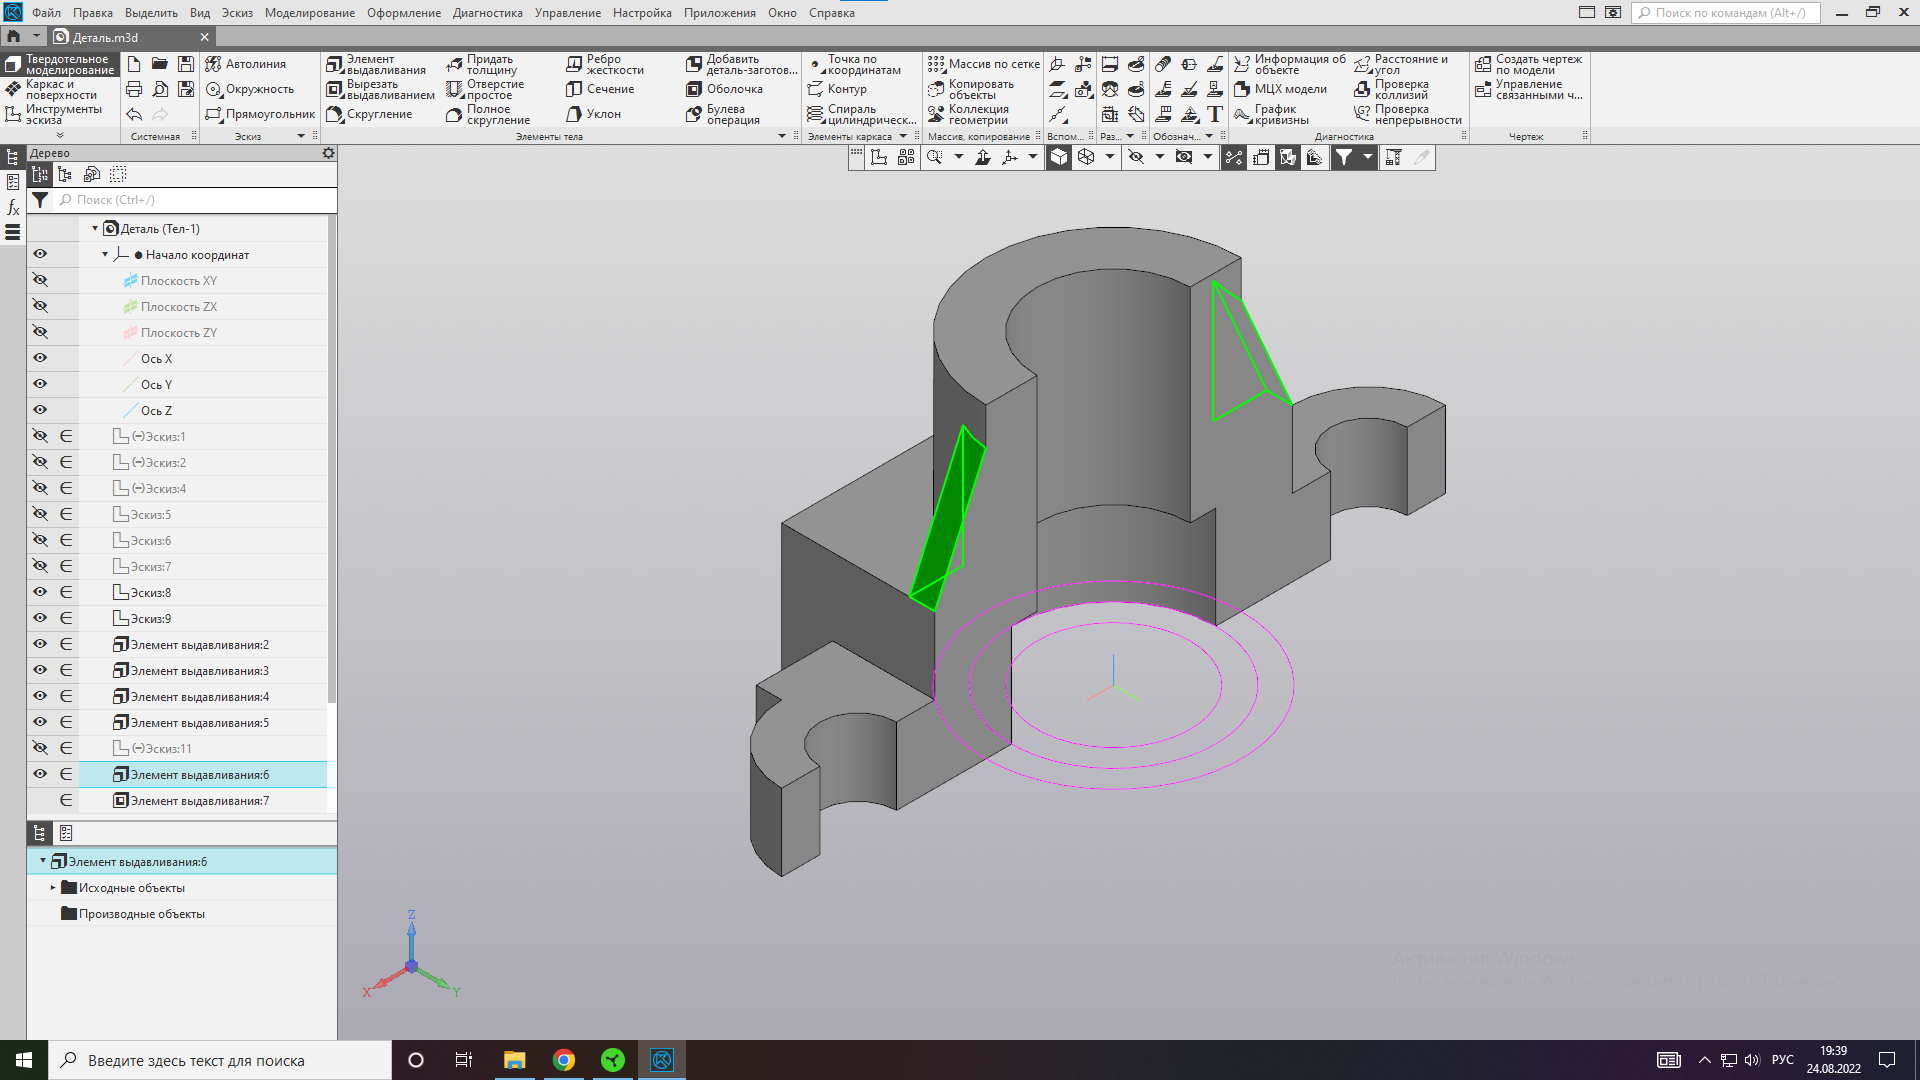 Файл Правка Выделить Вид Эскиз Моделирование Оформление Диагностика Управление Настройка Приложения Окно Справка
Поиск по командам (Alt+/)
Деталь.m3d
Твердотельное моделирование
Каркас и поверхности
Инструменты эскиза
Системная
Автолиния
Окружность
Прямоугольник
Эскиз
Элемент выдавливания
Вырезать выдавливанием
Скругление
Придать толщину
Отверстие простое
Полное скругление
Ребро жесткости
Сечение
Уклон
Добавить деталь-заготов...
Оболочка
Булева операция
Элементы тела
Точка по координатам
Контур
Спираль цилиндрическ...
Элементы каркаса
Массив по сетке
Копировать объекты
Коллекция геометрии
Массив, копирование
Вспом...
Раз...
Обознач...
Информация об объекте
МЦХ модели
График кривизны
Расстояние и угол
Проверка коллизий
Проверка непрерывности
Диагностика
Создать чертеж по модели
Управление связанными ч...
Чертеж
Дерево
Поиск (Ctrl+/)
Деталь (Тел-1)
Начало координат
Плоскость XY
Плоскость ZX
Плоскость ZY
Ось X
Ось Y
Ось Z
(−)Эскиз:1
(−)Эскиз:2
(−)Эскиз:4
Эскиз:5
Эскиз:6
Эскиз:7
Эскиз:8
Эскиз:9
Элемент выдавливания:2
Элемент выдавливания:3
Элемент выдавливания:4
Элемент выдавливания:5
(−)Эскиз:11
Элемент выдавливания:6
Элемент выдавливания:7
Элемент выдавливания:6
Исходные объекты
Производные объекты
Z
X
Y
Активация Windows
Введите здесь текст для поиска
РУС
19:39
24.08.2022